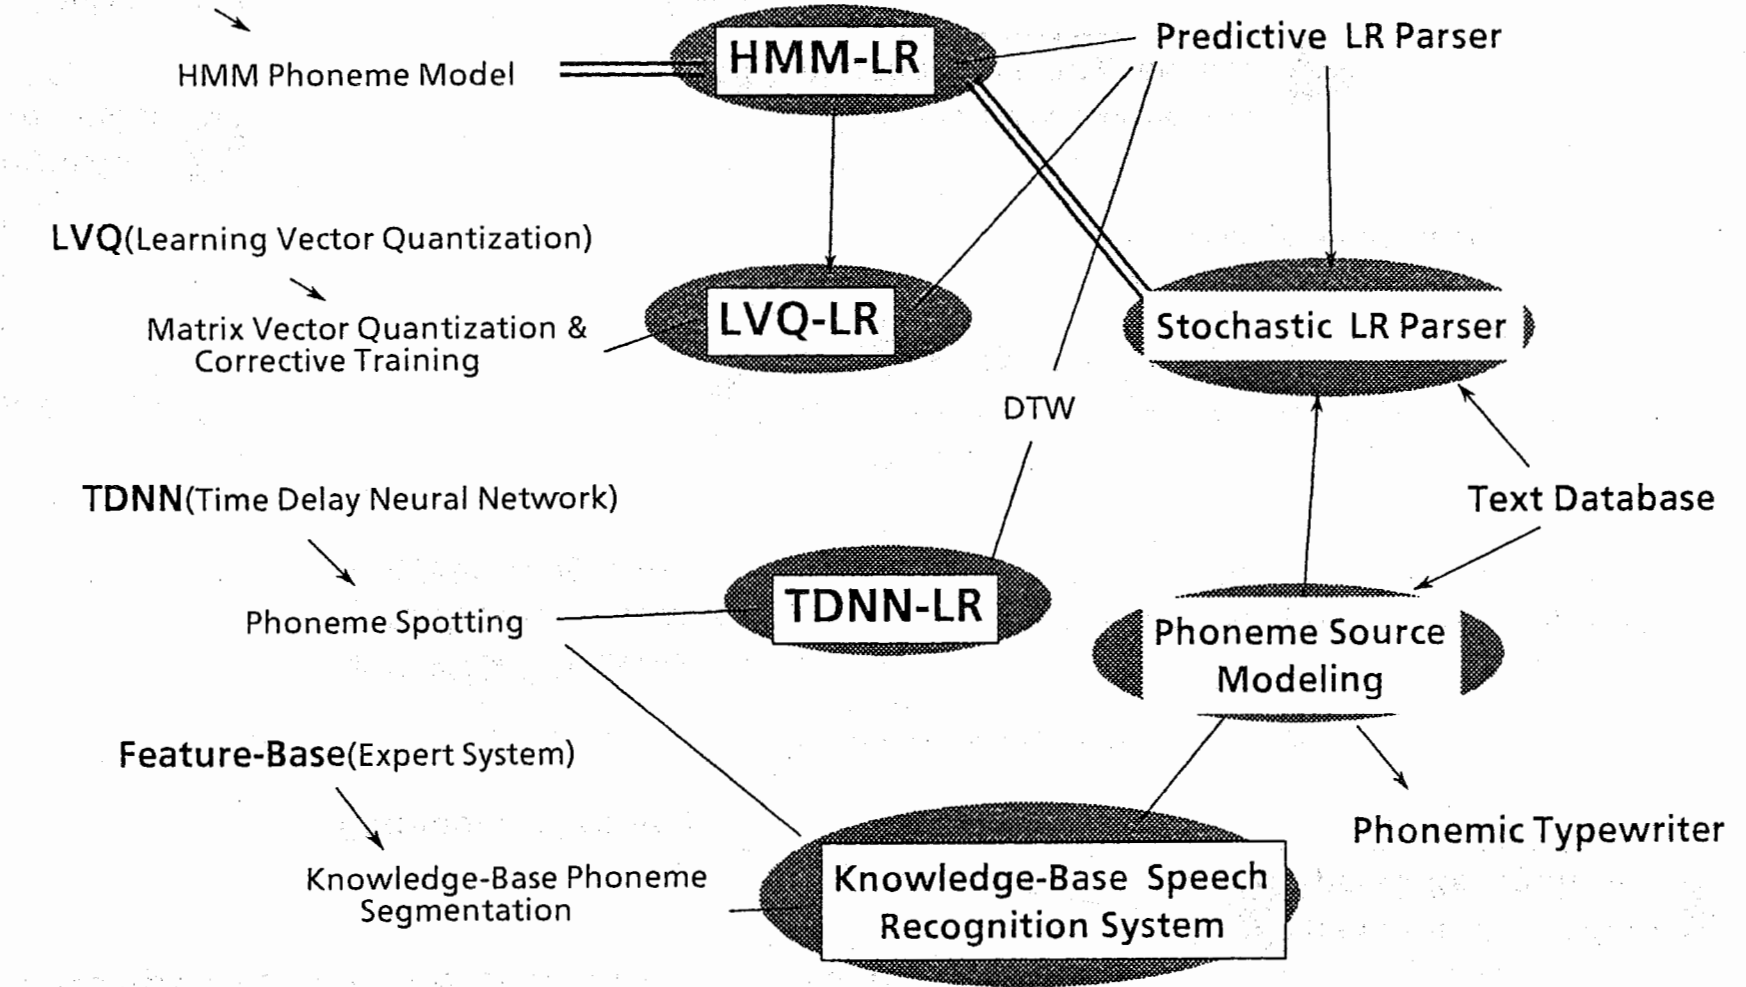 HMM-LR
Predictive LR Parser
HMM Phoneme Model
LVQ(Learning Vector Quantization)
LVQ-LR
Stochastic LR Parser
Matrix Vector Quantization &
Corrective Training
DTW
TDNN(Time Delay Neural Network)
Text Database
TDNN-LR
Phoneme Spotting
Phoneme Source
Modeling
Feature-Base(Expert System)
Phonemic Typewriter
Knowledge-Base Phoneme
Segmentation
Knowledge-Base Speech
Recognition System